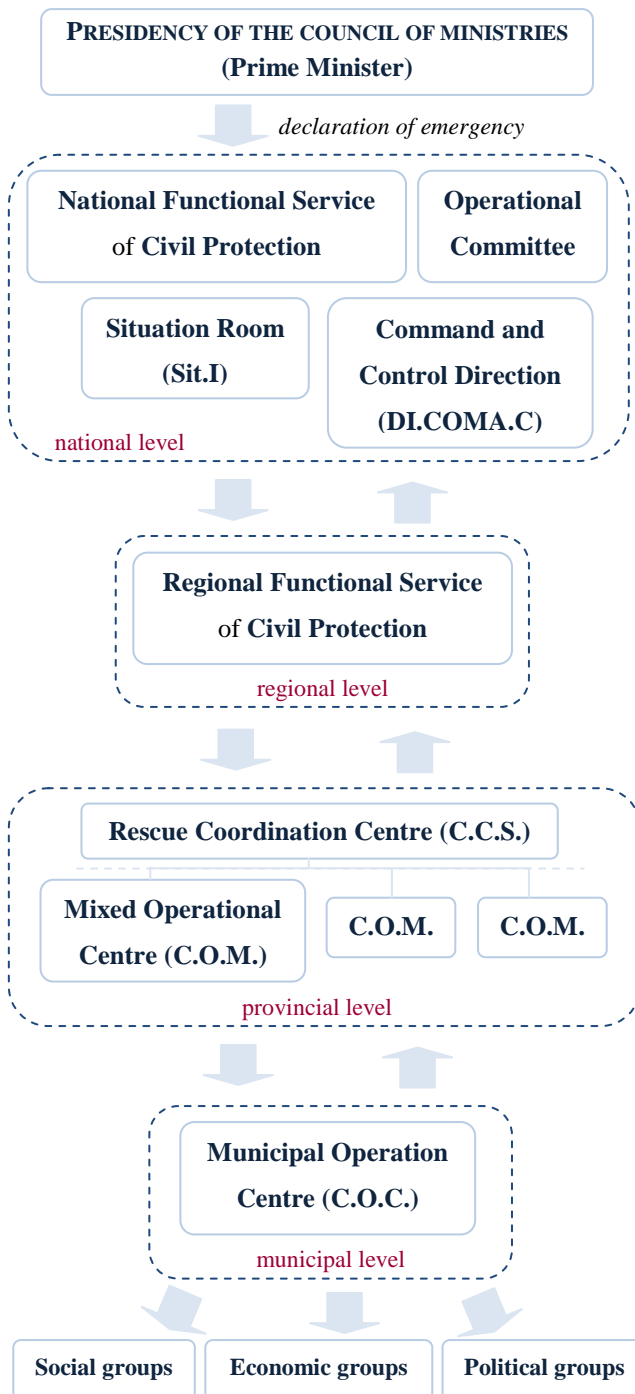 PRESIDENCY OF THE COUNCIL OF MINISTRIES
(Prime Minister)
declaration of emergency
National Functional Service
of Civil Protection
Operational
Committee
Situation Room
(Sit.I)
Command and
Control Direction
(DI.COMA.C)
national level
Regional Functional Service
of Civil Protection
regional level
Rescue Coordination Centre (C.C.S.)
Mixed Operational
Centre (C.O.M.)
C.O.M.
C.O.M.
provincial level
Municipal Operation
Centre (C.O.C.)
municipal level
Social groups
Economic groups
Political groups